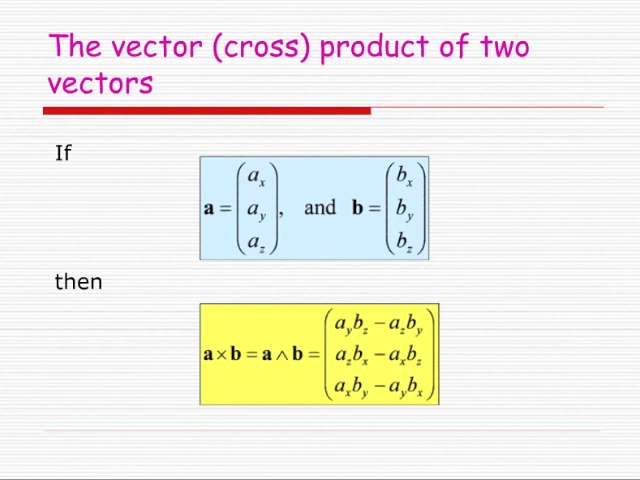 The vector (cross) product of two
vectors
If
a = ( a_x a_y a_z ), and b = ( b_x b_y b_z )
then
a × b = a ∧ b = ( a_y b_z − a_z b_y a_z b_x − a_x b_z a_x b_y − a_y b_x )